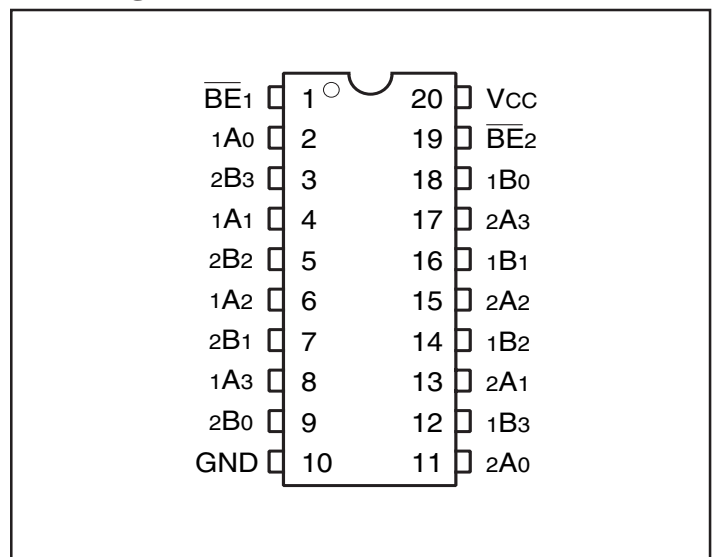 BE1 1 20 VCC
1A0 2 19 BE2
2B3 3 18 1B0
1A1 4 17 2A3
2B2 5 16 1B1
1A2 6 15 2A2
2B1 7 14 1B2
1A3 8 13 2A1
2B0 9 12 1B3
GND 10 11 2A0